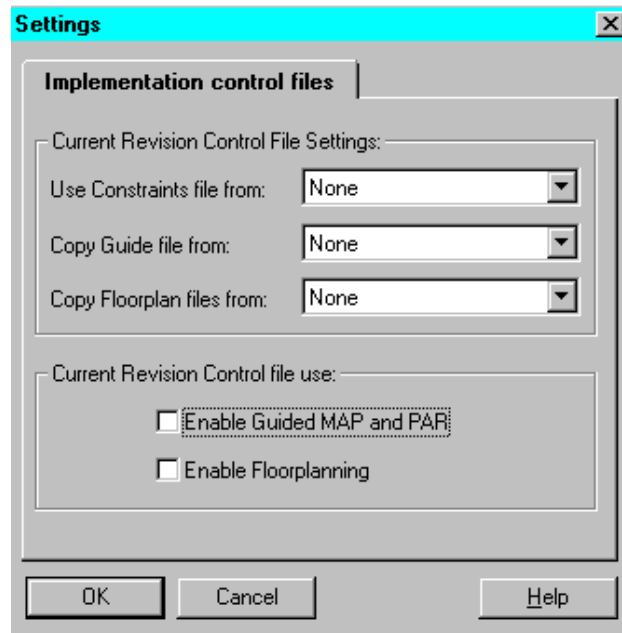 Settings
Implementation control files
Current Revision Control File Settings:
Use Constraints file from: None
Copy Guide file from: None
Copy Floorplan files from: None
Current Revision Control file use:
Enable Guided MAP and PAR
Enable Floorplanning
OK Cancel Help